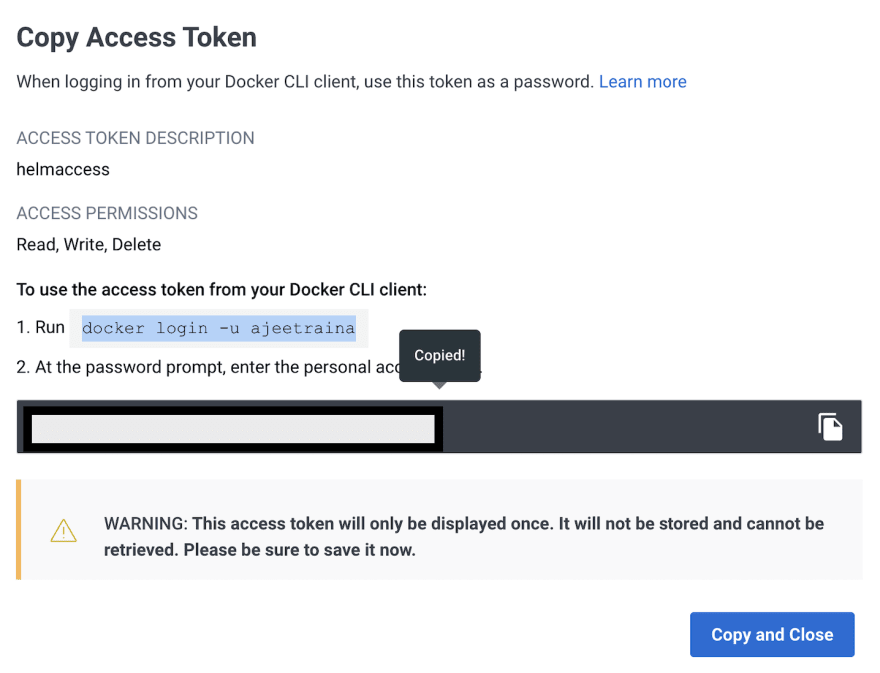 Copy Access Token
When logging in from your Docker CLI client, use this token as a password. Learn more
ACCESS TOKEN DESCRIPTION
helmaccess
ACCESS PERMISSIONS
Read, Write, Delete
To use the access token from your Docker CLI client:
1. Run docker login -u ajeetraina
Copied!
2. At the password prompt, enter the personal
WARNING: This access token will only be displayed once. It will not be stored and cannot be
retrieved. Please be sure to save it now.
Copy and Close